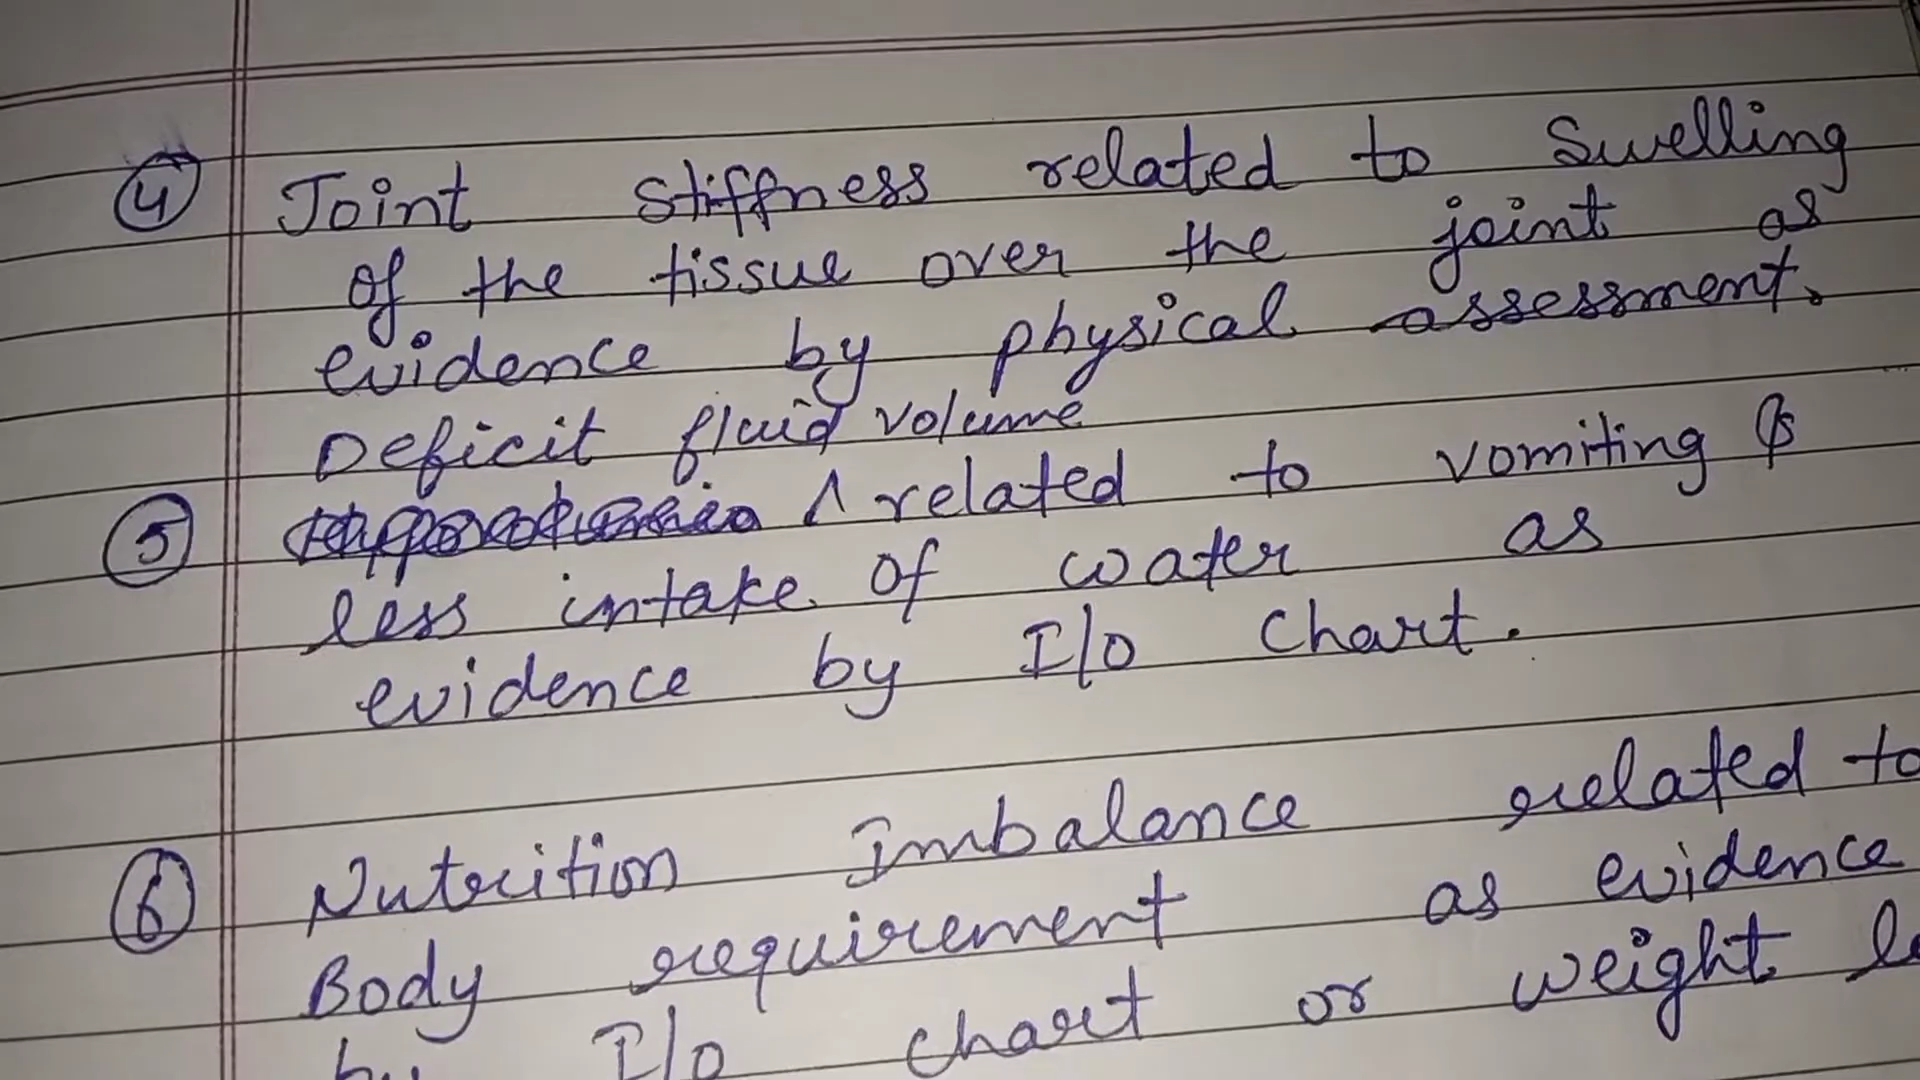 ④ Joint stiffness related to Swelling
of the tissue over the joint as
evidence by physical assessment.
Deficit fluid volume
⑤ ^ related to vomiting &
less intake of water as
evidence by I/O chart.
⑥ Nutrition Imbalance related to
Body requirement as evidence
by I/O chart or weight